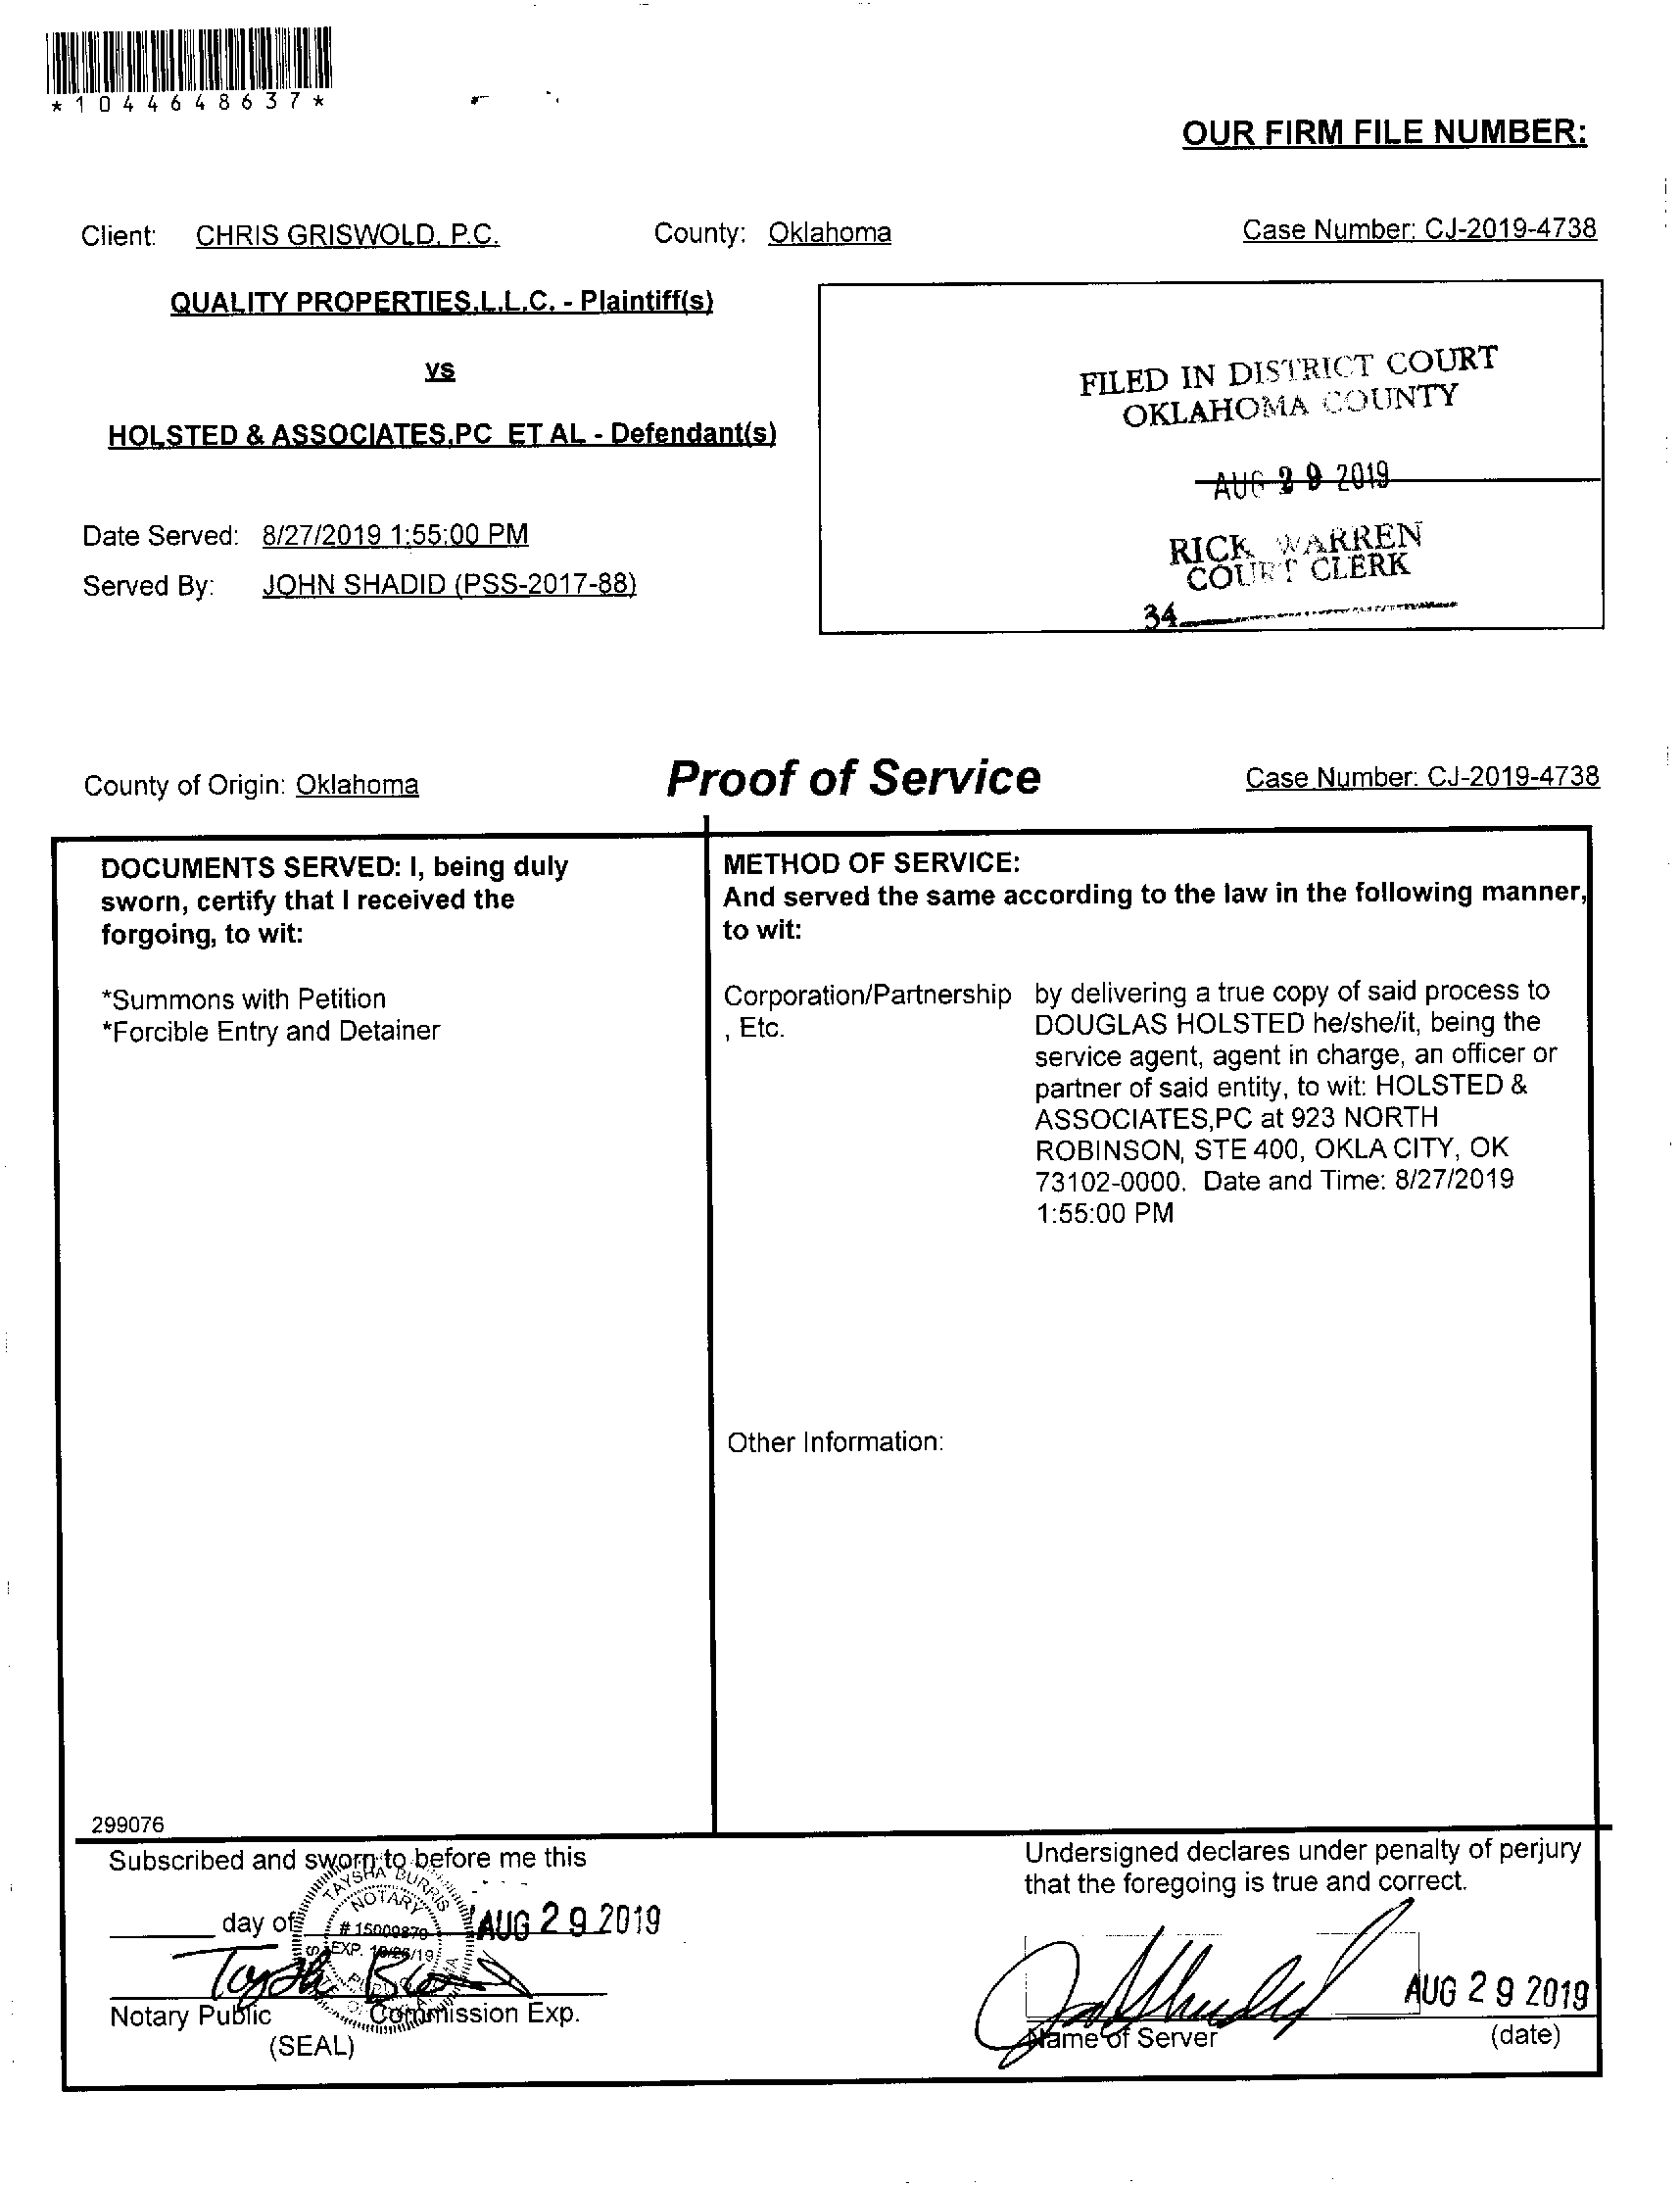 *1044648637*
OUR FIRM FILE NUMBER:
Client: CHRIS GRISWOLD, P.C. County: Oklahoma Case Number: CJ-2019-4738
QUALITY PROPERTIES,L.L.C. - Plaintiff(s)
vs
HOLSTED & ASSOCIATES,PC ET AL - Defendant(s)
FILED IN DISTRICT COURT
OKLAHOMA COUNTY
AUG 29 2019
RICK WARREN
COURT CLERK
34
Date Served: 8/27/2019 1:55:00 PM
Served By: JOHN SHADID (PSS-2017-88)
County of Origin: Oklahoma Proof of Service Case Number: CJ-2019-4738
DOCUMENTS SERVED: I, being duly
sworn, certify that I received the
forgoing, to wit:
*Summons with Petition
*Forcible Entry and Detainer
METHOD OF SERVICE:
And served the same according to the law in the following manner,
to wit:
Corporation/Partnership
, Etc.
by delivering a true copy of said process to
DOUGLAS HOLSTED he/she/it, being the
service agent, agent in charge, an officer or
partner of said entity, to wit: HOLSTED &
ASSOCIATES,PC at 923 NORTH
ROBINSON, STE 400, OKLA CITY, OK
73102-0000. Date and Time: 8/27/2019
1:55:00 PM
Other Information:
299076
Subscribed and sworn to before me this
day of AUG 29 2019
TAYSHA BURRIS
NOTARY
# 15009879
EXP. 10/26/19
PUBLIC
STATE OF OKLAHOMA
Notary Public Commission Exp.
(SEAL)
Undersigned declares under penalty of perjury
that the foregoing is true and correct.
AUG 29 2019
Name of Server (date)